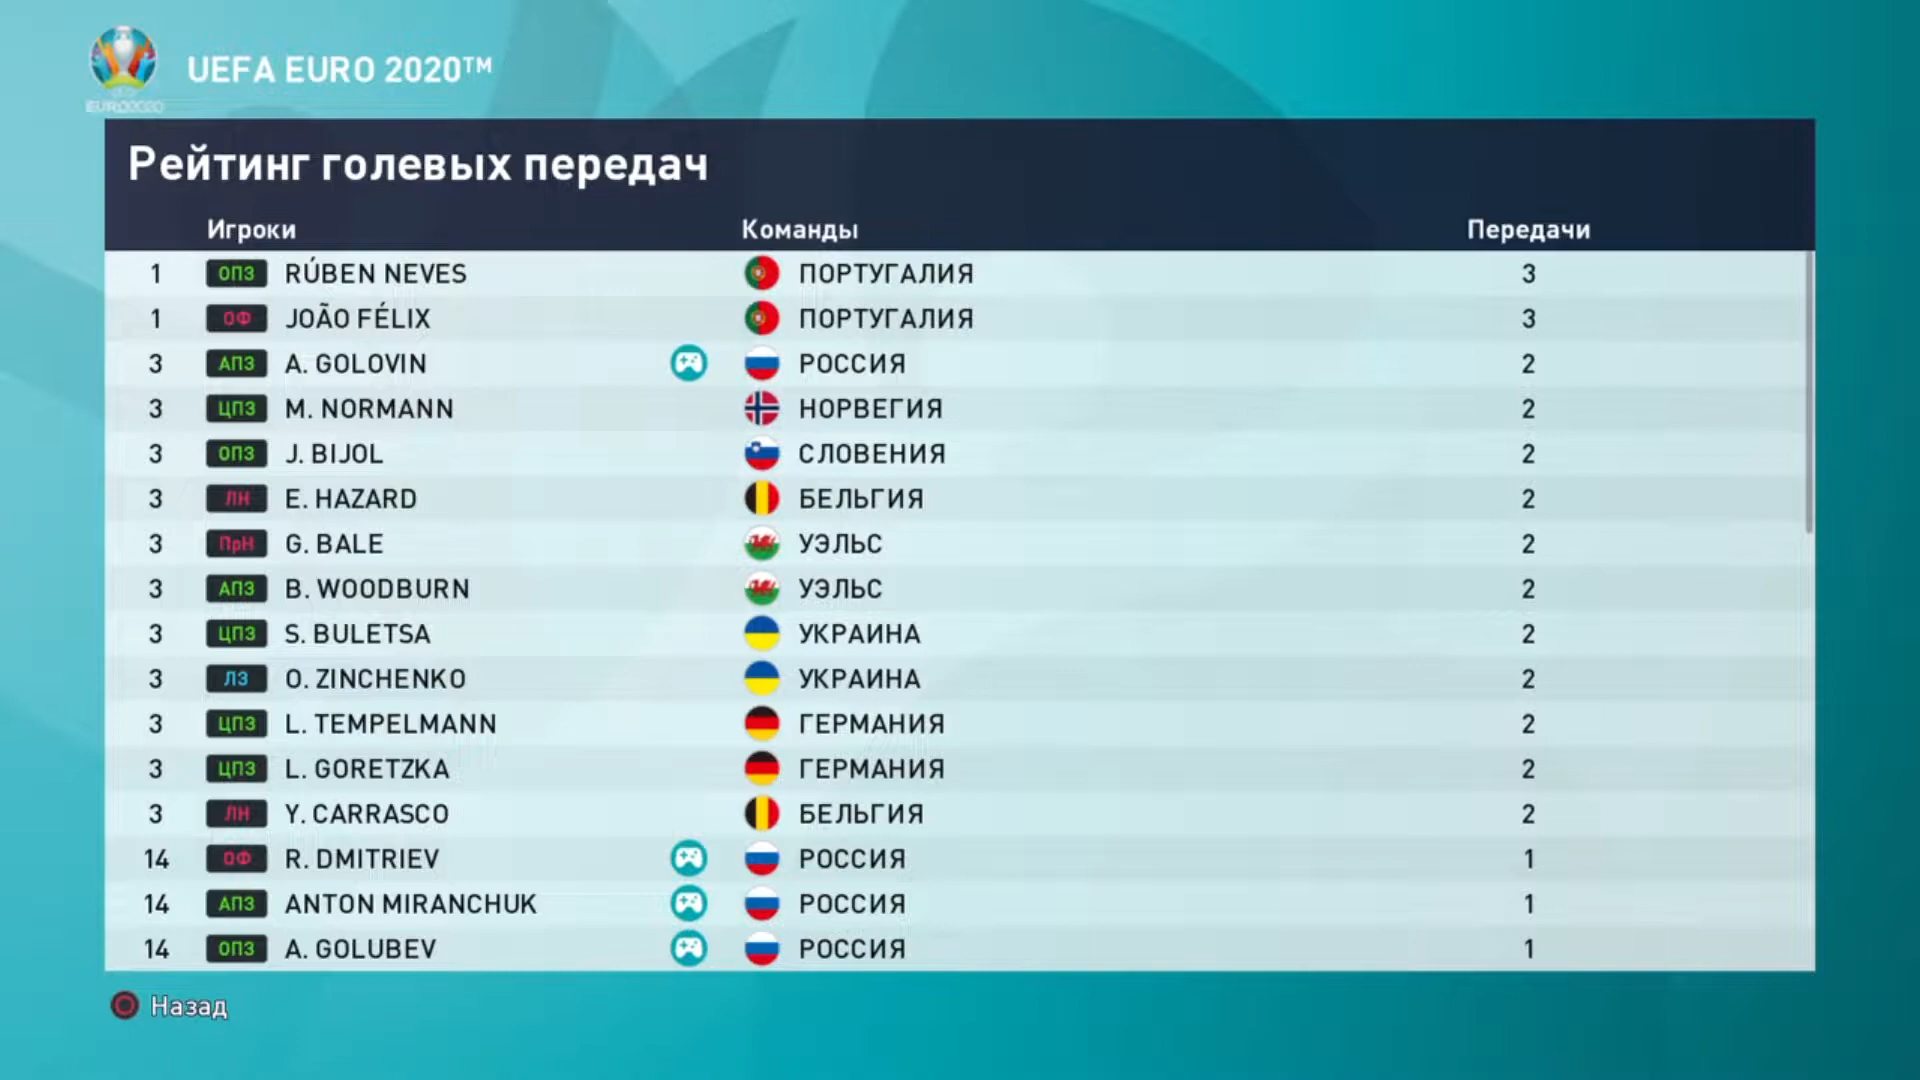 UEFA EURO 2020™
EURO2020
Рейтинг голевых передач
Игроки Команды Передачи
1 ОПЗ RÚBEN NEVES ПОРТУГАЛИЯ 3
1 ОФ JOÃO FÉLIX ПОРТУГАЛИЯ 3
3 АПЗ A. GOLOVIN РОССИЯ 2
3 ЦПЗ M. NORMANN НОРВЕГИЯ 2
3 ОПЗ J. BIJOL СЛОВЕНИЯ 2
3 ЛН E. HAZARD БЕЛЬГИЯ 2
3 ПрН G. BALE УЭЛЬС 2
3 АПЗ B. WOODBURN УЭЛЬС 2
3 ЦПЗ S. BULETSA УКРАИНА 2
3 ЛЗ O. ZINCHENKO УКРАИНА 2
3 ЦПЗ L. TEMPELMANN ГЕРМАНИЯ 2
3 ЦПЗ L. GORETZKA ГЕРМАНИЯ 2
3 ЛН Y. CARRASCO БЕЛЬГИЯ 2
14 ОФ R. DMITRIEV РОССИЯ 1
14 АПЗ ANTON MIRANCHUK РОССИЯ 1
14 ОПЗ A. GOLUBEV РОССИЯ 1
Назад